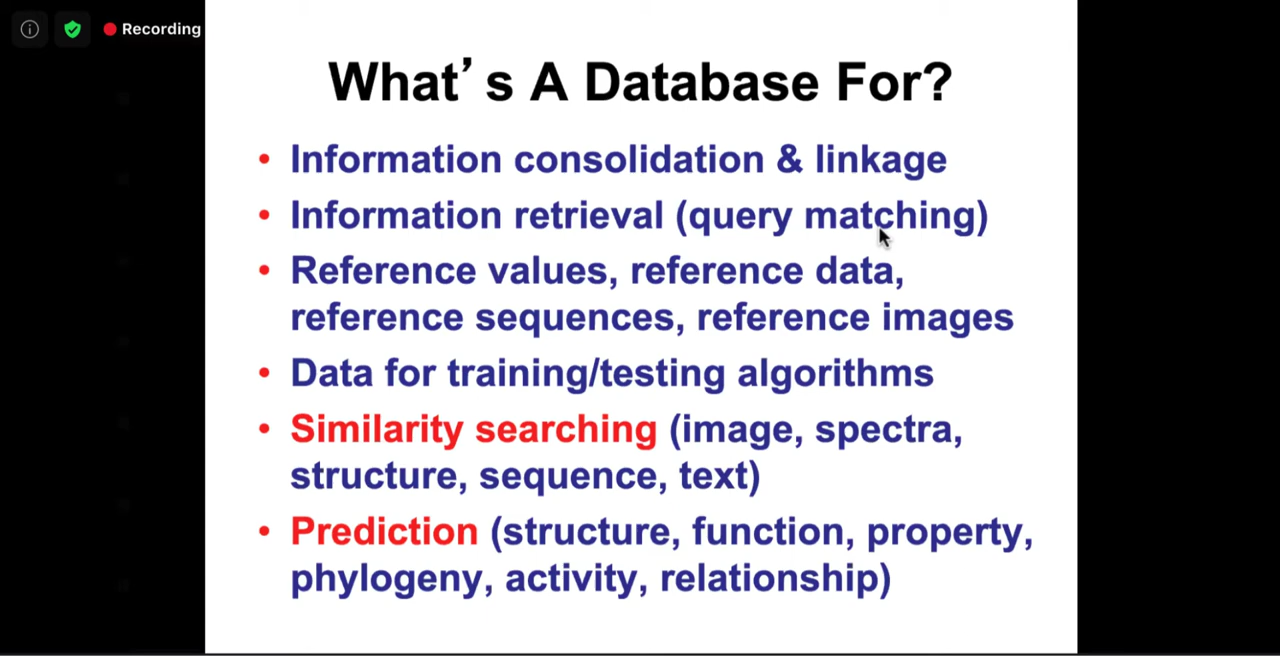 Recording
What's A Database For?
• Information consolidation & linkage
• Information retrieval (query matching)
• Reference values, reference data,
reference sequences, reference images
• Data for training/testing algorithms
• Similarity searching (image, spectra,
structure, sequence, text)
• Prediction (structure, function, property,
phylogeny, activity, relationship)